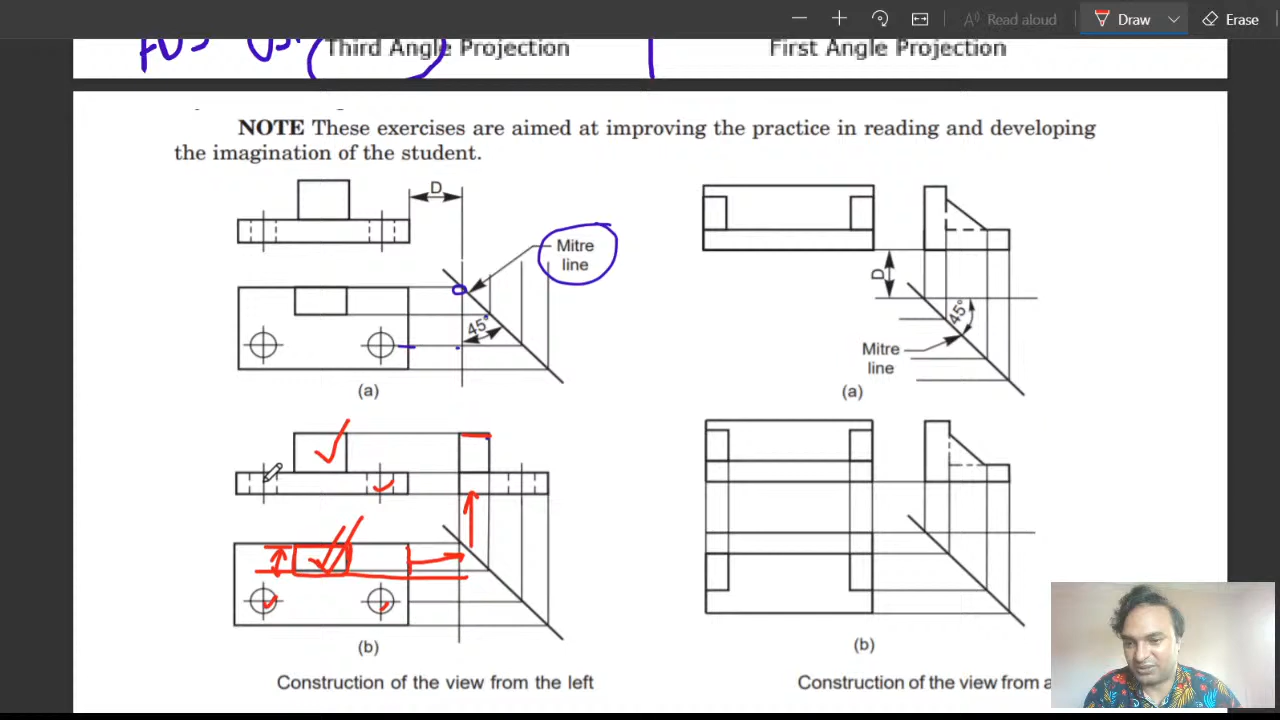 Read aloud
Draw
Erase
Third Angle Projection
First Angle Projection
NOTE These exercises are aimed at improving the practice in reading and developing
the imagination of the student.
D
Mitre
line
45°
(a)
D
45°
Mitre
line
(a)
(b)
(b)
Construction of the view from the left
Construction of the view from a